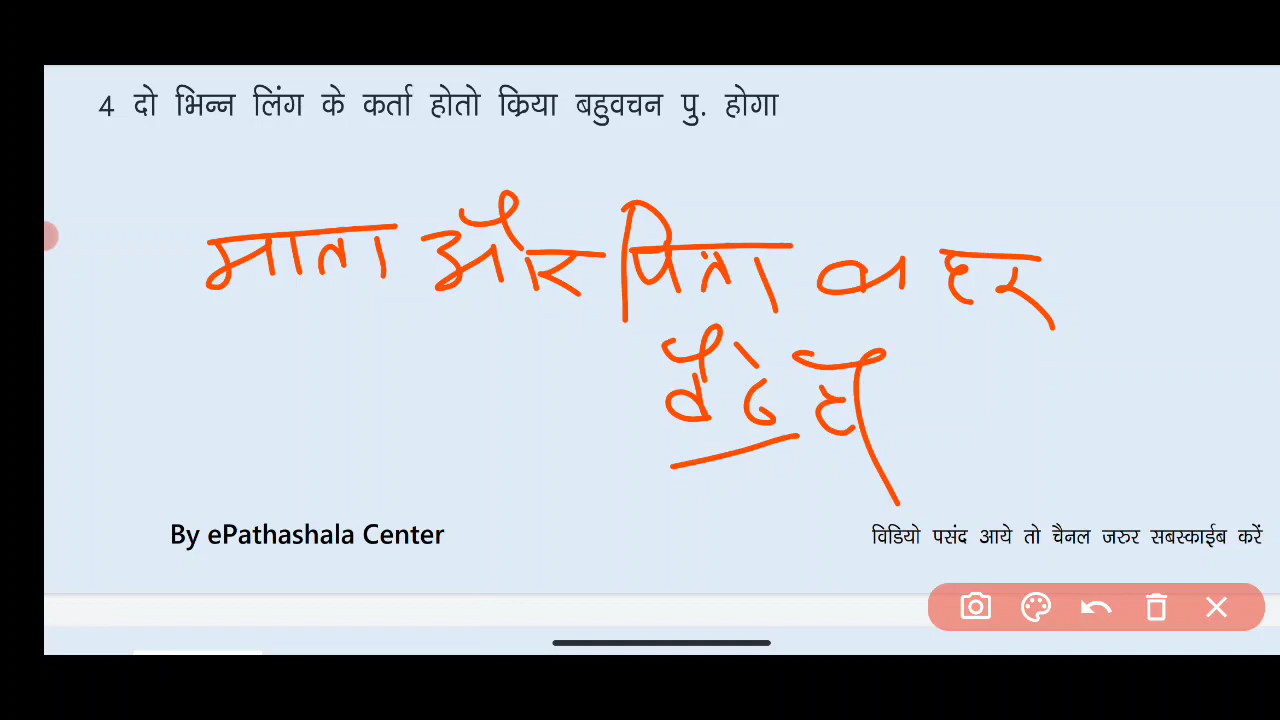 4 दो भिन्न लिंग के कर्ता होतो क्रिया बहुवचन पु. होगा
माता और पिता बाहर
बैठे है
By ePathashala Center
विडियो पसंद आये तो चैनल जरुर सबस्काईब करें